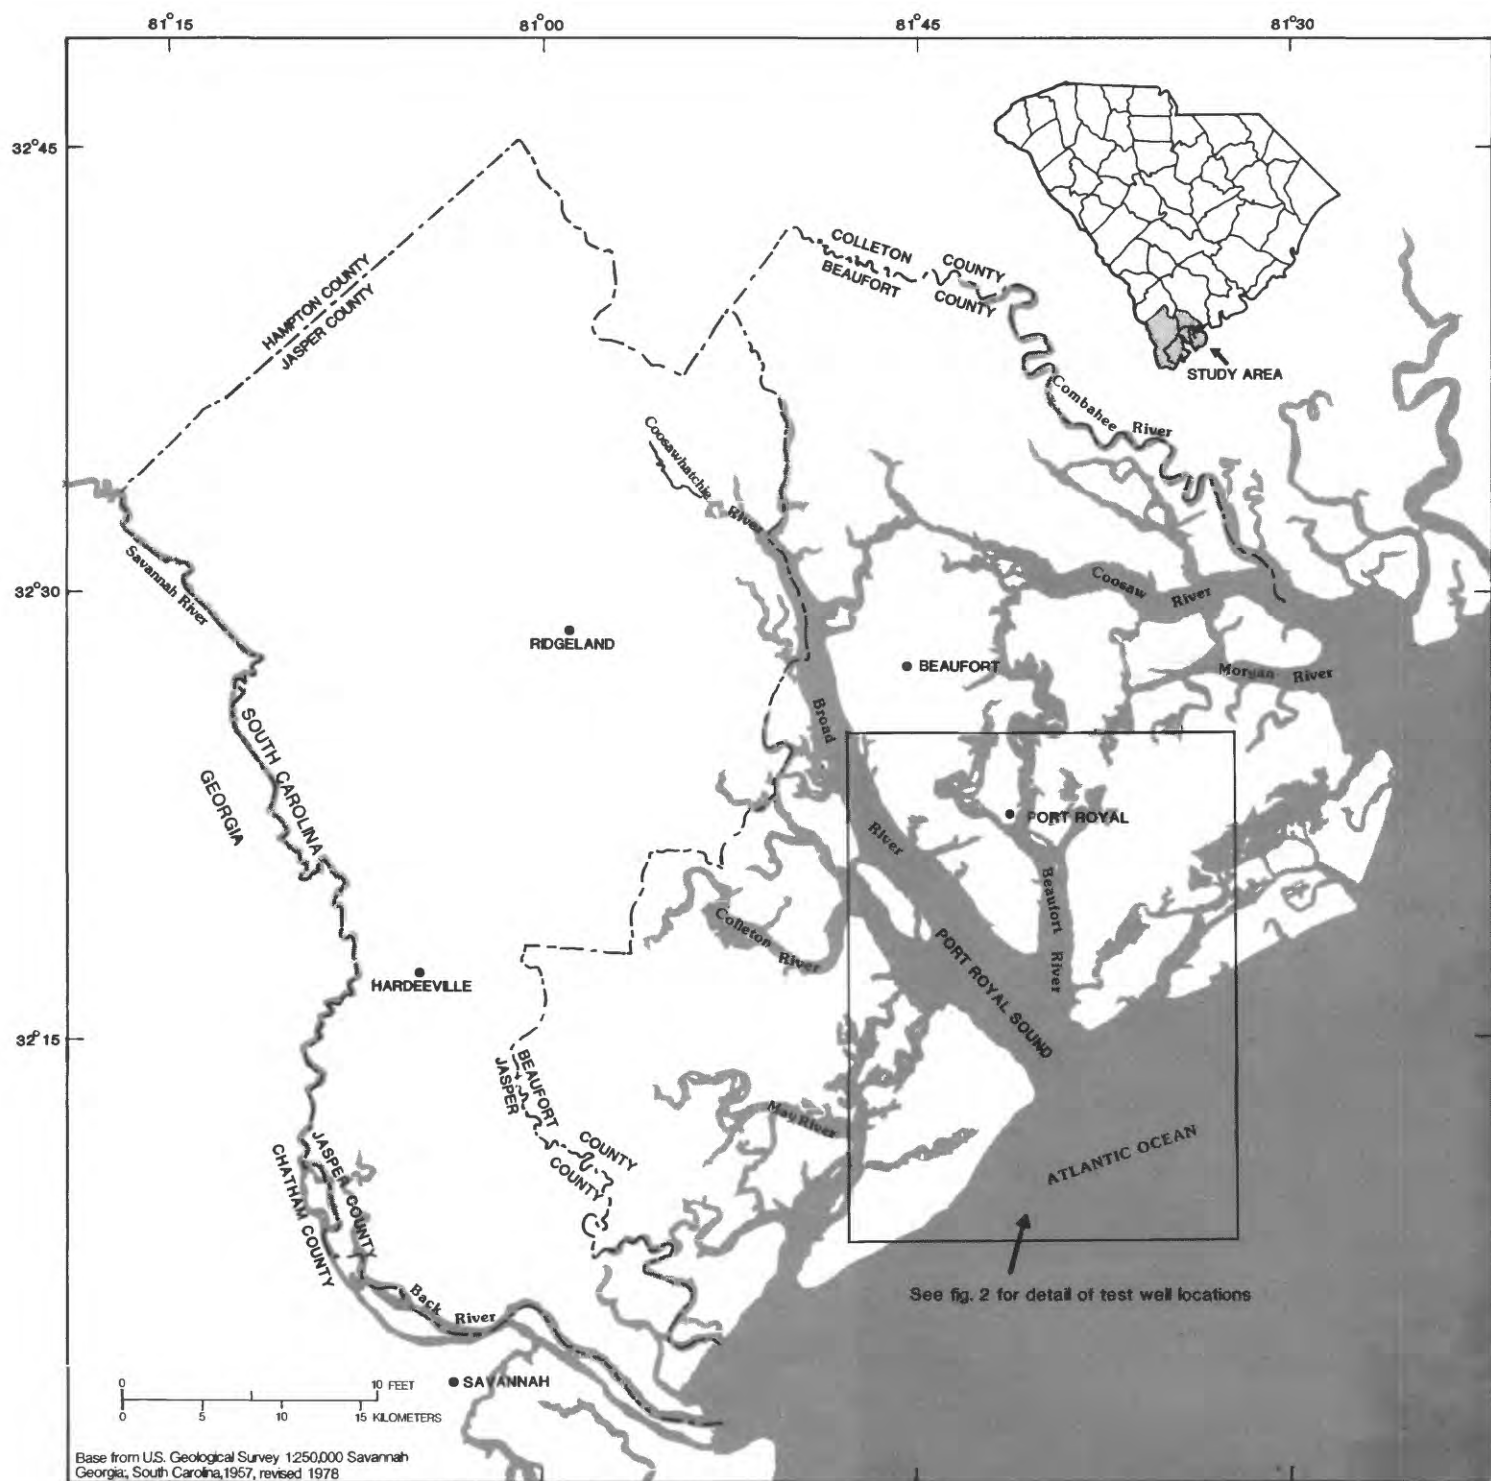 81°15
81°00
81°45
81°30
32°45
HAMPTON COUNTY
JASPER COUNTY
COLLETON COUNTY
BEAUFORT COUNTY
STUDY AREA
Combahee River
Coosawhatchie River
Savannah River
32°30
Coosaw River
RIDGELAND
BEAUFORT
Morgan River
SOUTH CAROLINA
GEORGIA
Broad River
PORT ROYAL
Beaufort River
Colleton River
PORT ROYAL SOUND
HARDEEVILLE
32°15
BEAUFORT COUNTY
JASPER COUNTY
May River
ATLANTIC OCEAN
JASPER COUNTY
CHATHAM COUNTY
See fig. 2 for detail of test well locations
Back River
SAVANNAH
0 10 FEET
0 5 10 15 KILOMETERS
Base from U.S. Geological Survey 1:250,000 Savannah
Georgia; South Carolina,1957, revised 1978